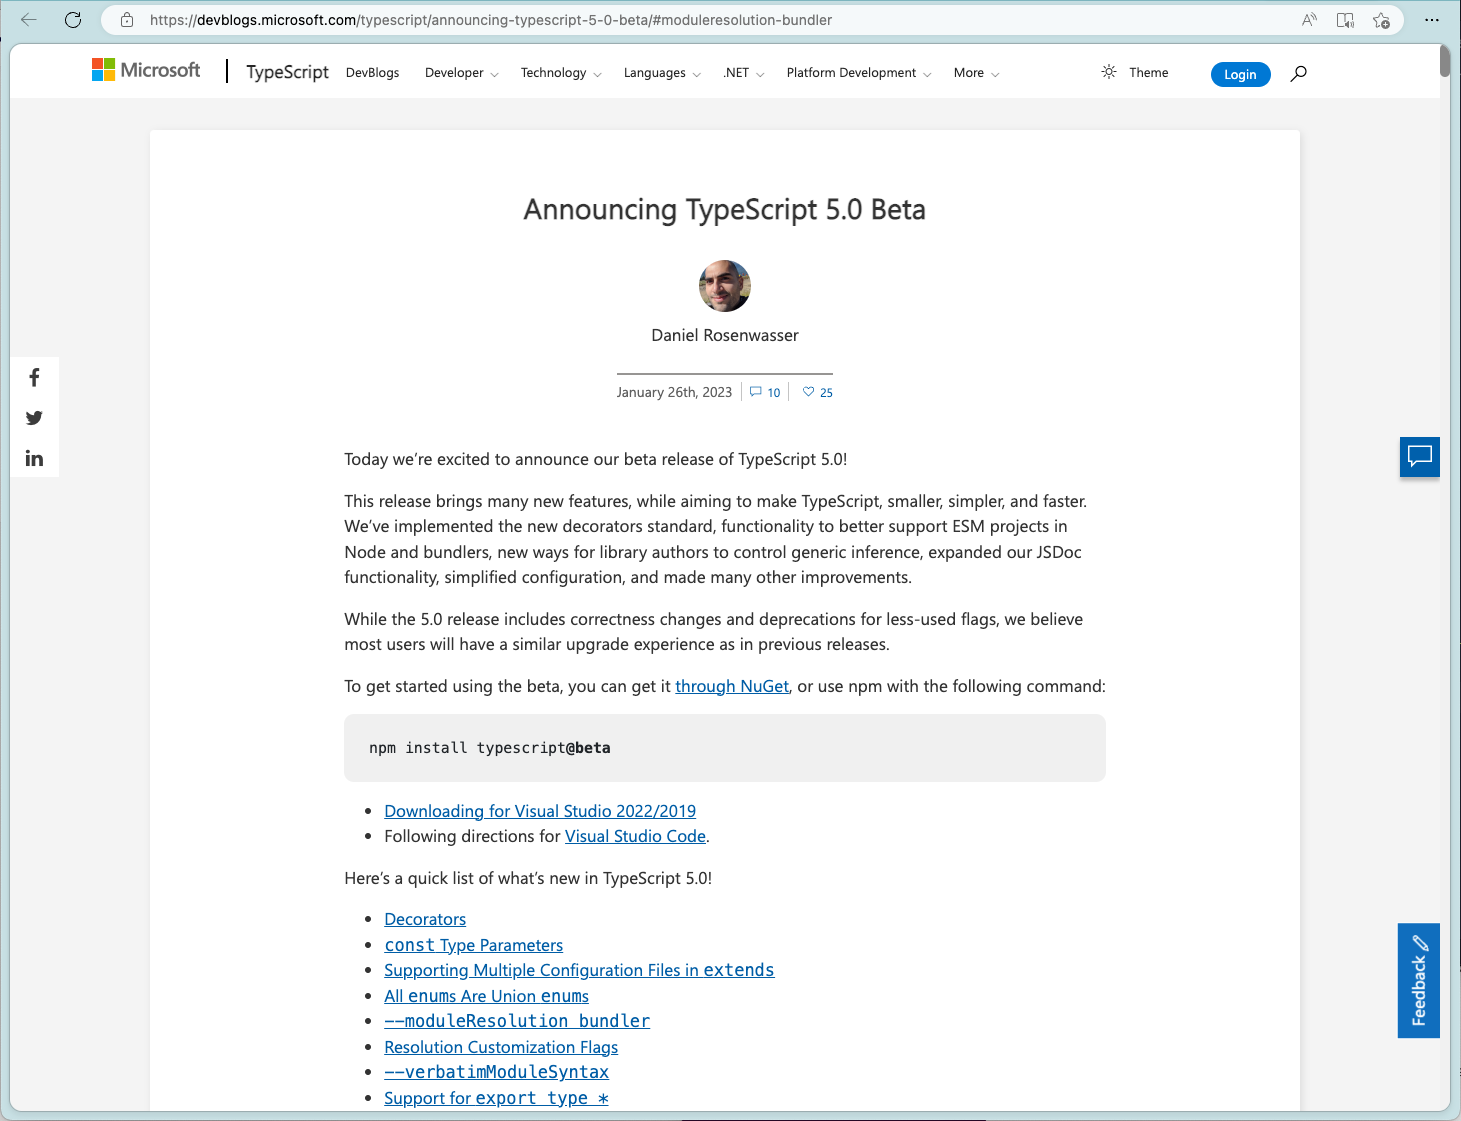 https://devblogs.microsoft.com/typescript/announcing-typescript-5-0-beta/#moduleresolution-bundler
Microsoft | TypeScript DevBlogs Developer Technology Languages .NET Platform Development More Theme Login
Announcing TypeScript 5.0 Beta
Daniel Rosenwasser
January 26th, 2023 10 25
Today we’re excited to announce our beta release of TypeScript 5.0!
This release brings many new features, while aiming to make TypeScript, smaller, simpler, and faster.
We’ve implemented the new decorators standard, functionality to better support ESM projects in
Node and bundlers, new ways for library authors to control generic inference, expanded our JSDoc
functionality, simplified configuration, and made many other improvements.
While the 5.0 release includes correctness changes and deprecations for less-used flags, we believe
most users will have a similar upgrade experience as in previous releases.
To get started using the beta, you can get it through NuGet, or use npm with the following command:
npm install typescript@beta
• Downloading for Visual Studio 2022/2019
• Following directions for Visual Studio Code.
Here’s a quick list of what’s new in TypeScript 5.0!
• Decorators
• const Type Parameters
• Supporting Multiple Configuration Files in extends
• All enums Are Union enums
• --moduleResolution bundler
• Resolution Customization Flags
• --verbatimModuleSyntax
• Support for export type *
Feedback